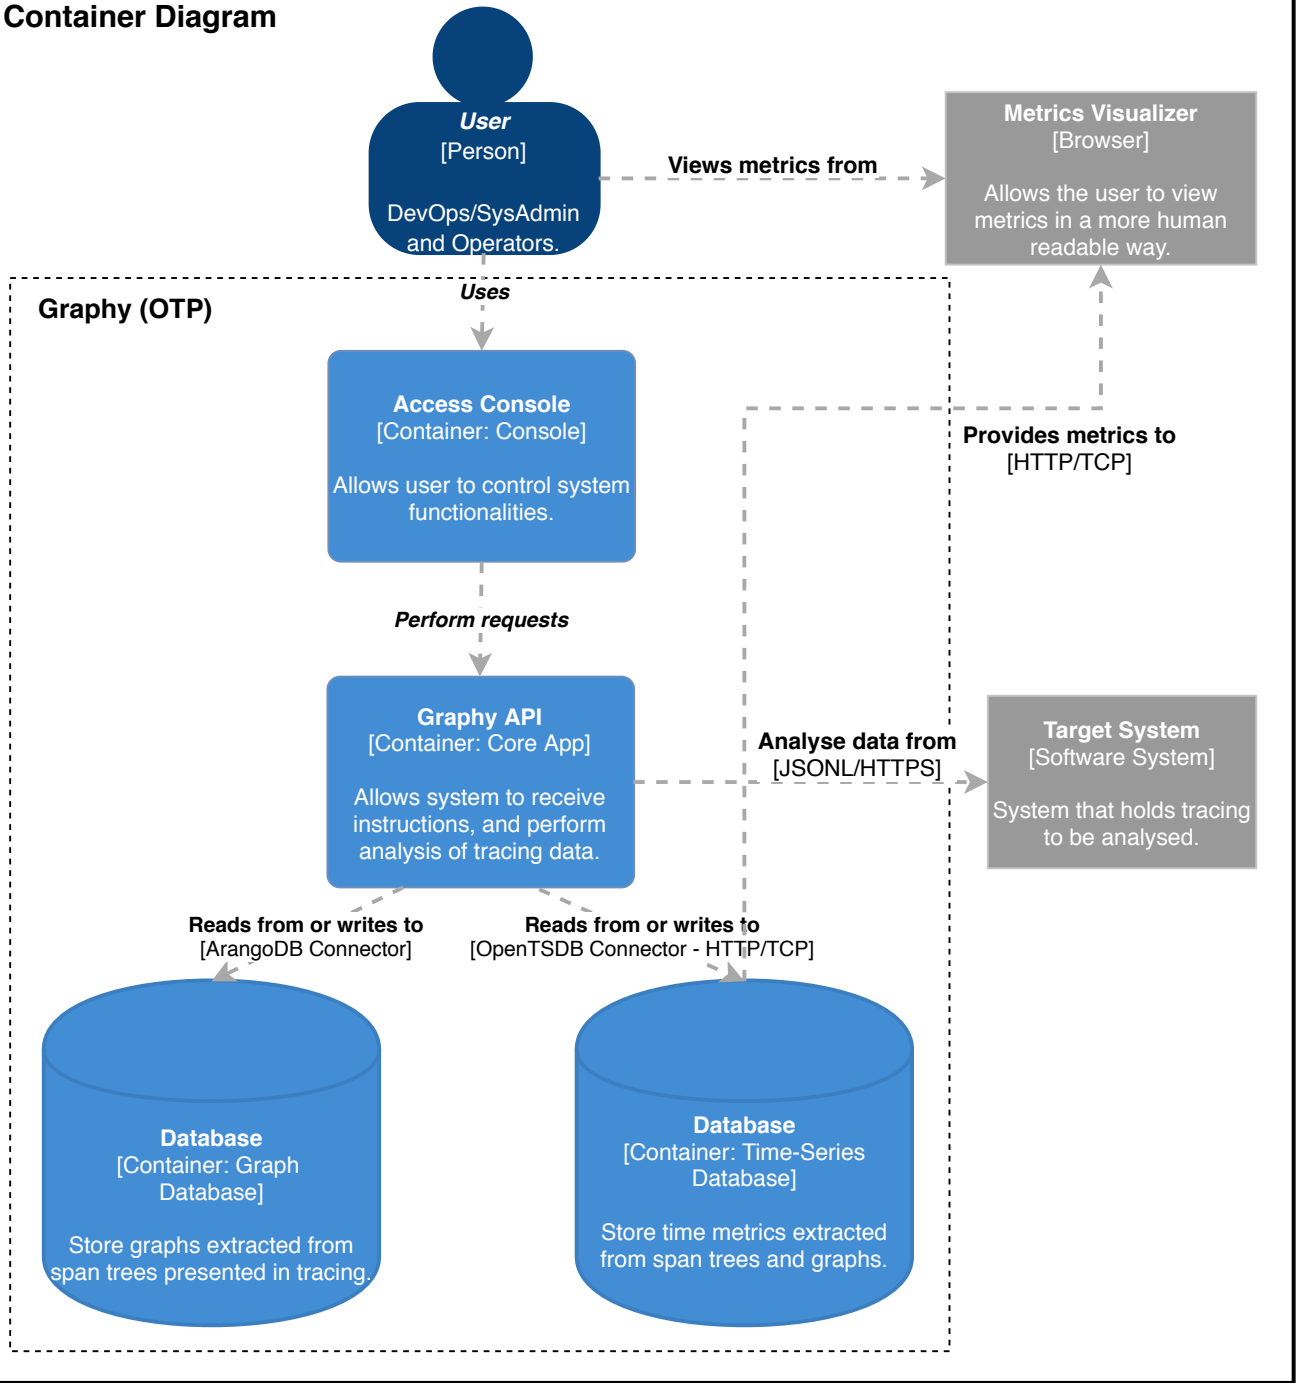 Container Diagram
User
[Person]
DevOps/SysAdmin
and Operators.
Views metrics from
Metrics Visualizer
[Browser]
Allows the user to view
metrics in a more human
readable way.
Uses
Graphy (OTP)
Access Console
[Container: Console]
Allows user to control system
functionalities.
Provides metrics to
[HTTP/TCP]
Perform requests
Graphy API
[Container: Core App]
Allows system to receive
instructions, and perform
analysis of tracing data.
Analyse data from
[JSONL/HTTPS]
Target System
[Software System]
System that holds tracing
to be analysed.
Reads from or writes to
[ArangoDB Connector]
Reads from or writes to
[OpenTSDB Connector - HTTP/TCP]
Database
[Container: Graph
Database]
Store graphs extracted from
span trees presented in tracing.
Database
[Container: Time-Series
Database]
Store time metrics extracted
from span trees and graphs.